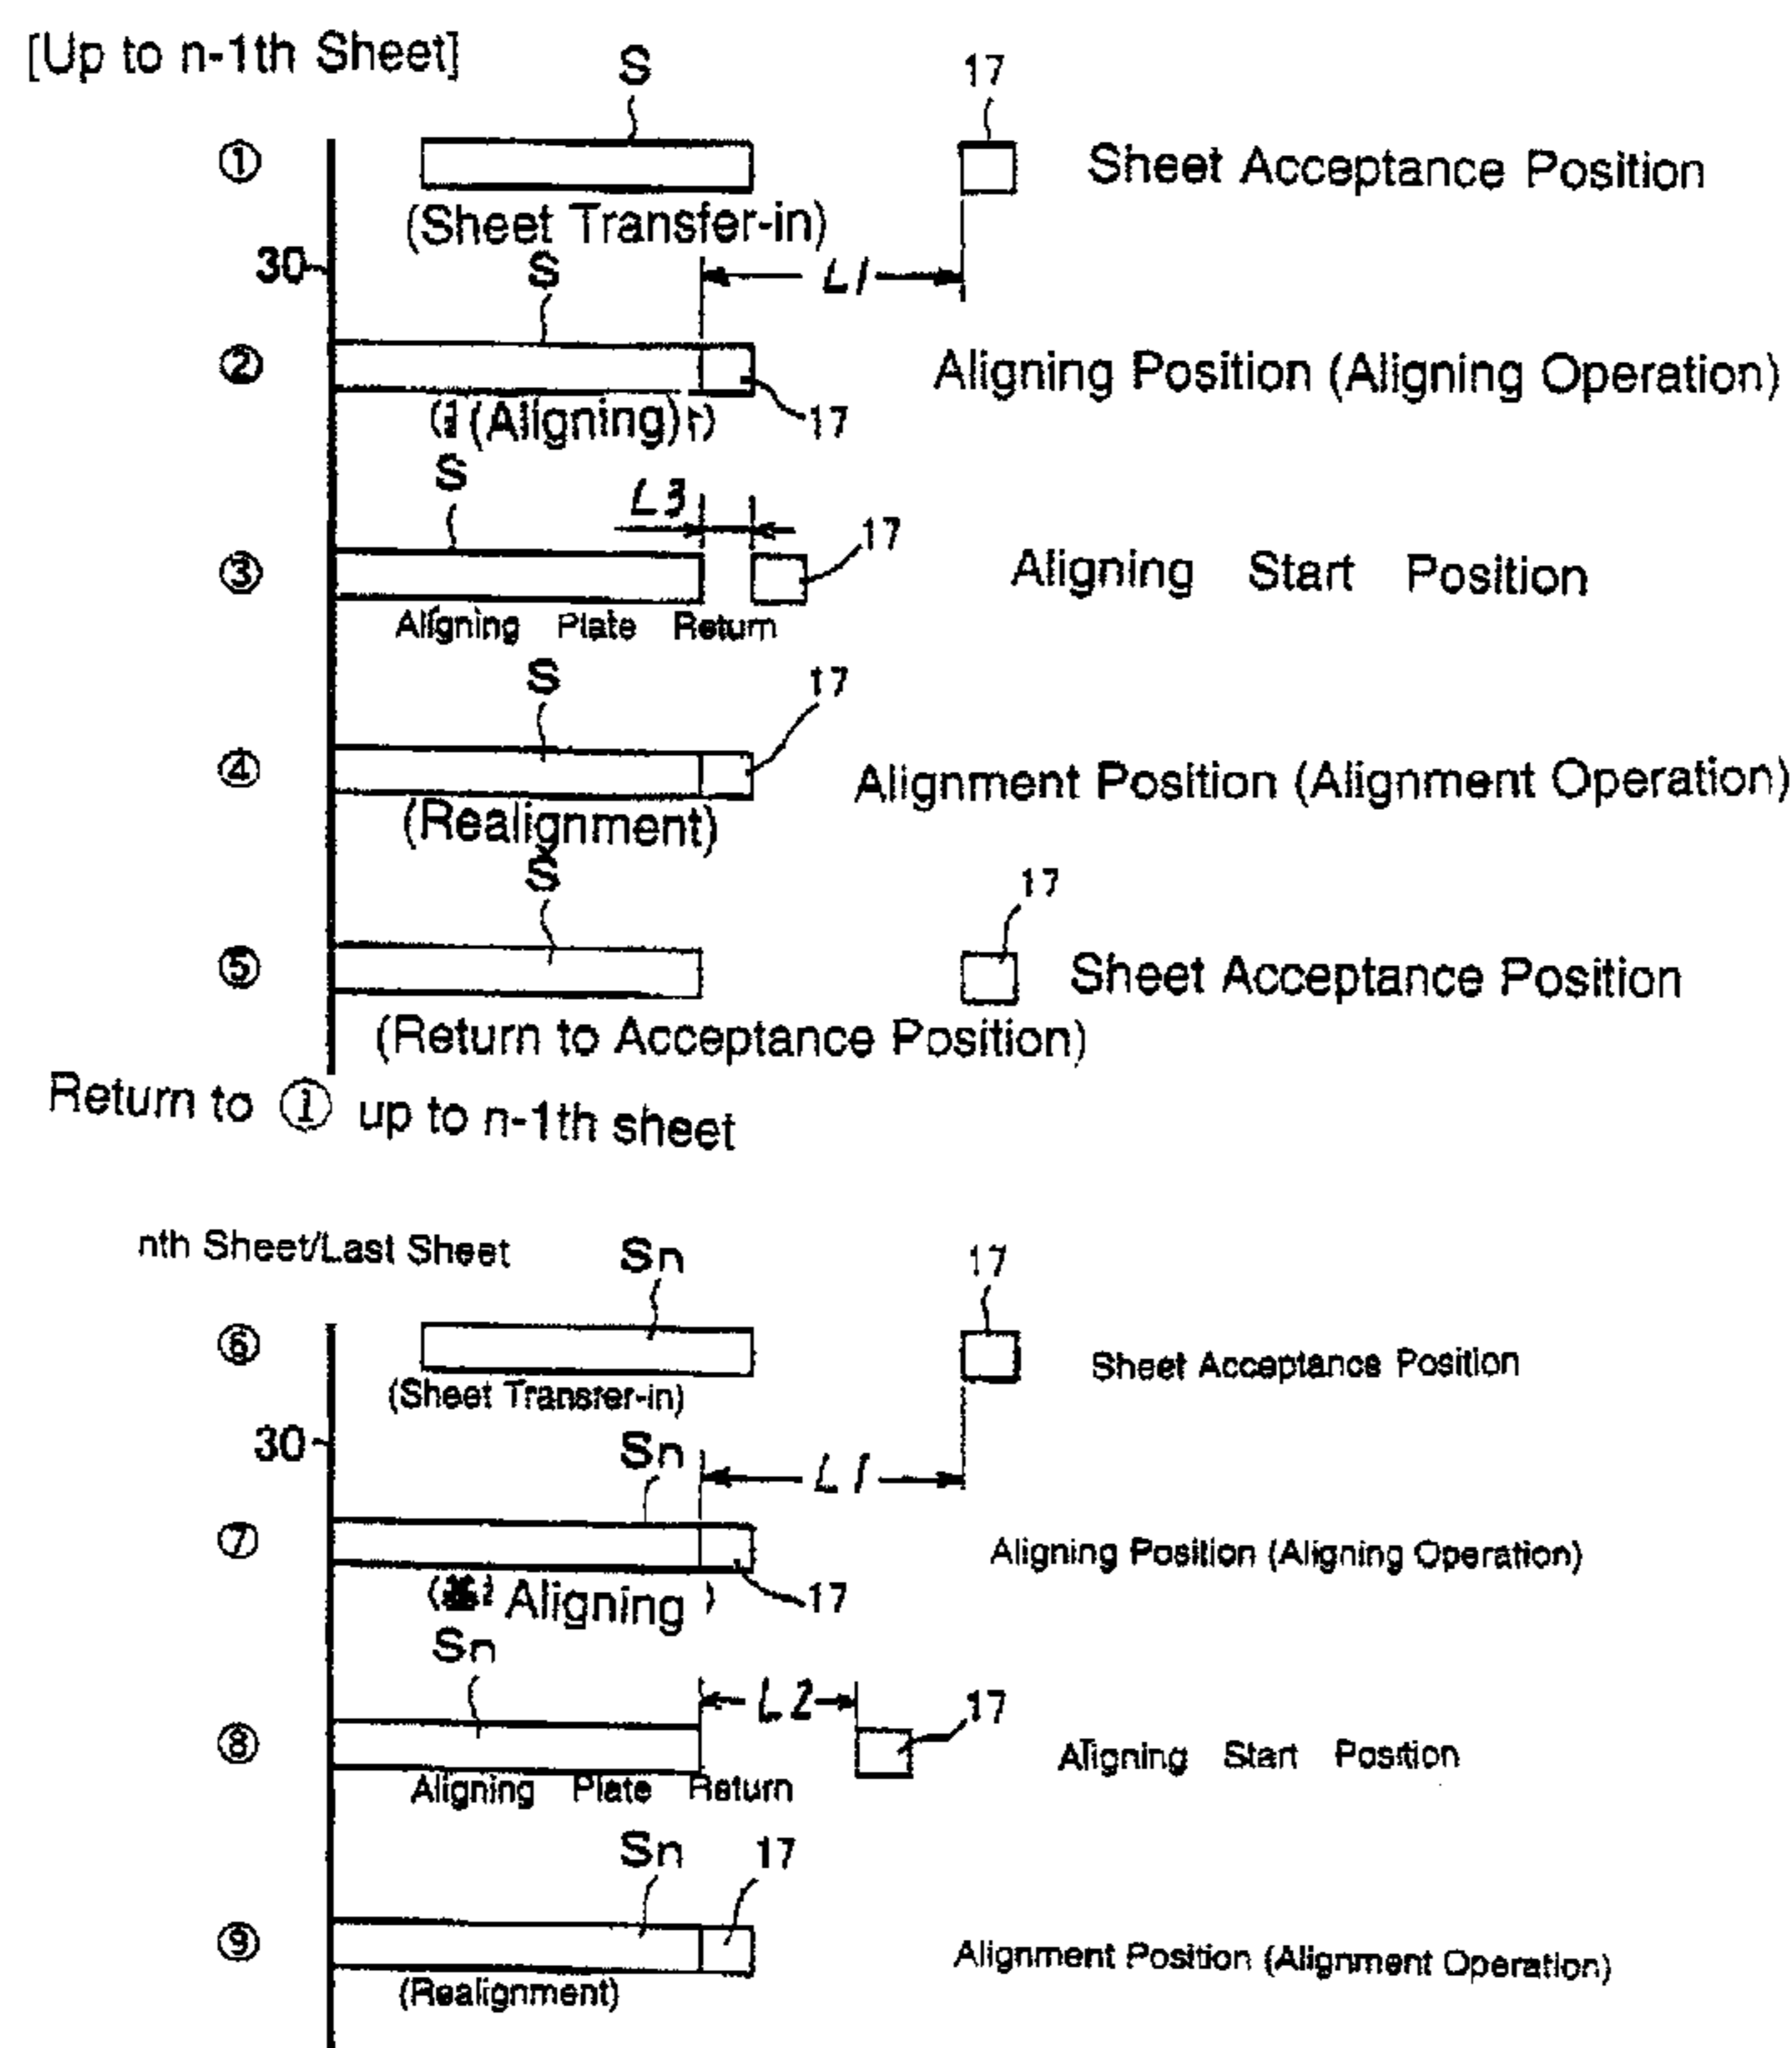 [Up to n-1th Sheet]
S
17
①
Sheet Acceptance Position
(Sheet Transfer-in)
30
S
L1
②
Aligning Position (Aligning Operation)
(Aligning)
17
S
L3
17
③
Aligning Start Position
Aligning Plate Return
S
17
④
Alignment Position (Alignment Operation)
(Realignment)
S
17
⑤
Sheet Acceptance Position
(Return to Acceptance Position)
Return to ① up to n-1th sheet
nth Sheet/Last Sheet
Sn
17
⑥
Sheet Acceptance Position
(Sheet Transfer-in)
30
Sn
L1
⑦
Aligning Position (Aligning Operation)
Aligning
17
Sn
L2
17
⑧
Aligning Start Position
Aligning Plate Return
Sn
17
⑨
Alignment Position (Alignment Operation)
(Realignment)